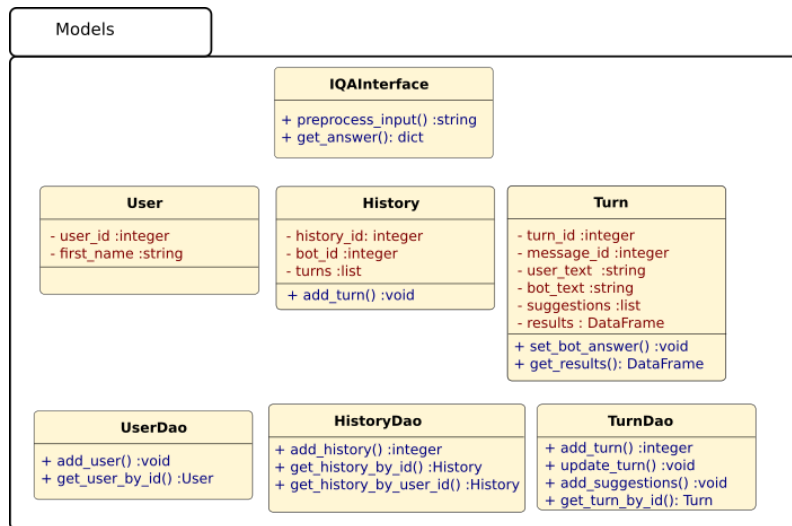 Models
IQAInterface
+ preprocess_input() :string
+ get_answer(): dict
User
- user_id :integer
- first_name :string
History
- history_id: integer
- bot_id :integer
- turns :list
+ add_turn() :void
Turn
- turn_id :integer
- message_id :integer
- user_text :string
- bot_text :string
- suggestions :list
- results : DataFrame
+ set_bot_answer() :void
+ get_results(): DataFrame
UserDao
+ add_user() :void
+ get_user_by_id() :User
HistoryDao
+ add_history() :integer
+ get_history_by_id() :History
+ get_history_by_user_id() :History
TurnDao
+ add_turn() :integer
+ update_turn() :void
+ add_suggestions() :void
+ get_turn_by_id(): Turn